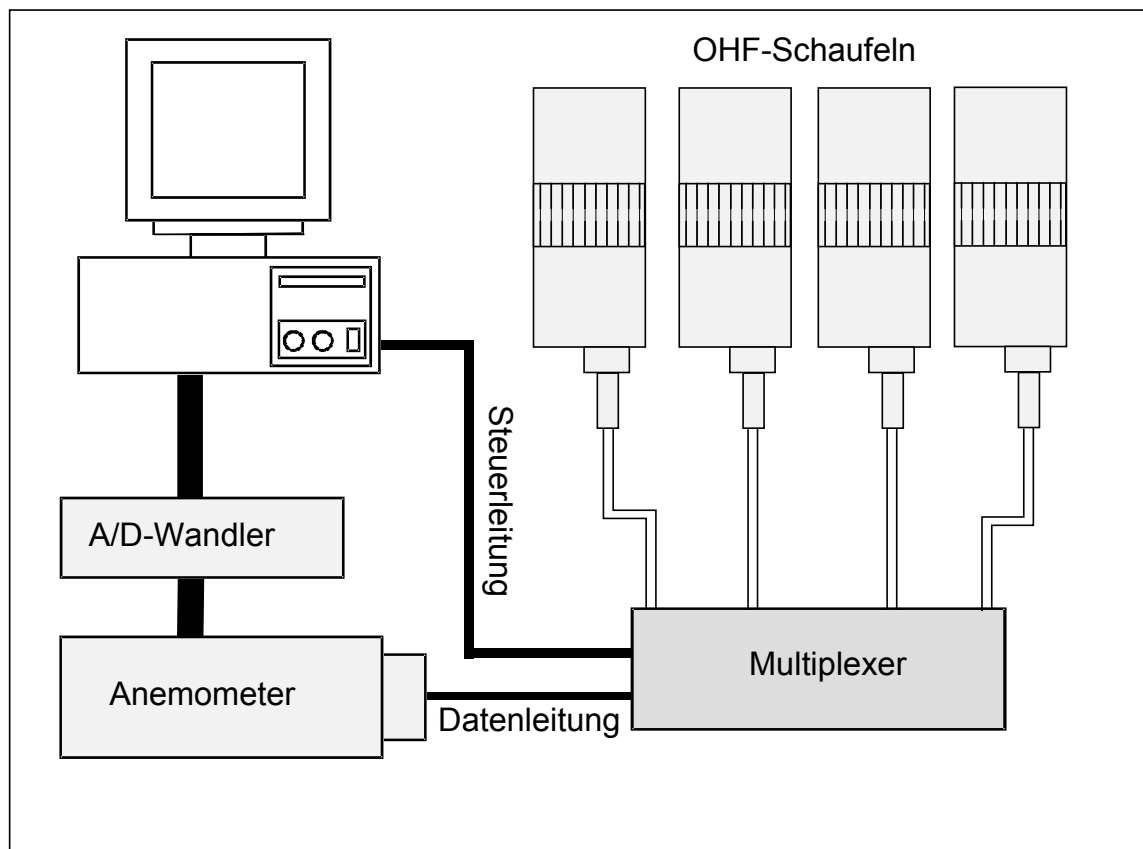 OHF-Schaufeln
Steuerleitung
A/D-Wandler
Anemometer
Multiplexer
Datenleitung